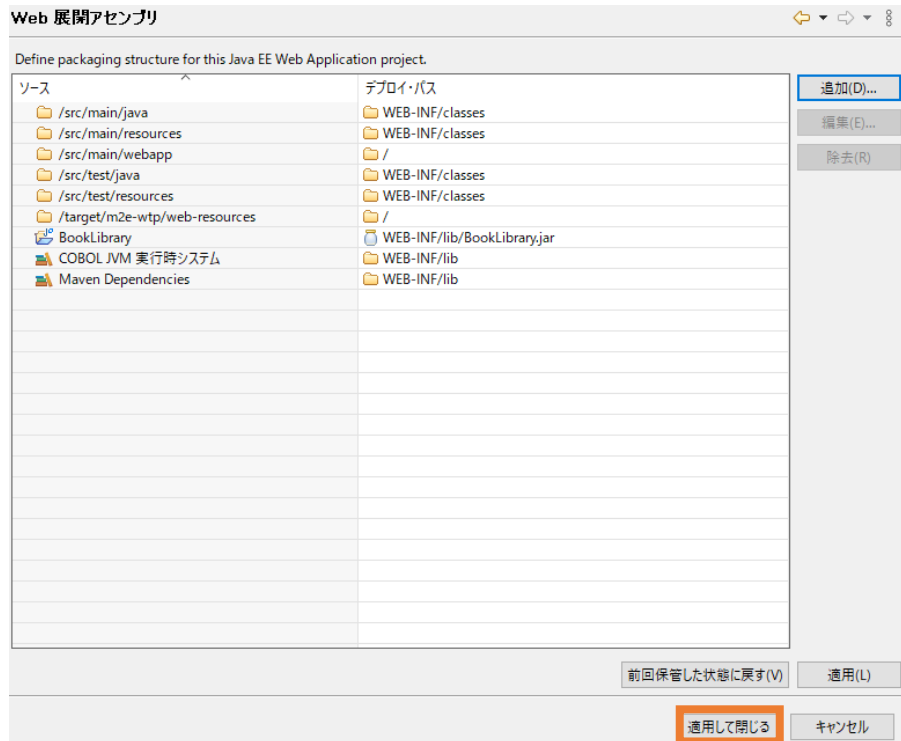 Web 展開アセンブリ
Define packaging structure for this Java EE Web Application project.
ソース デプロイ・パス
追加(D)...
/src/main/java WEB-INF/classes
編集(E)...
/src/main/resources WEB-INF/classes
/src/main/webapp /
除去(R)
/src/test/java WEB-INF/classes
/src/test/resources WEB-INF/classes
/target/m2e-wtp/web-resources /
BookLibrary WEB-INF/lib/BookLibrary.jar
COBOL JVM 実行時システム WEB-INF/lib
Maven Dependencies WEB-INF/lib
前回保管した状態に戻す(V) 適用(L)
適用して閉じる キャンセル